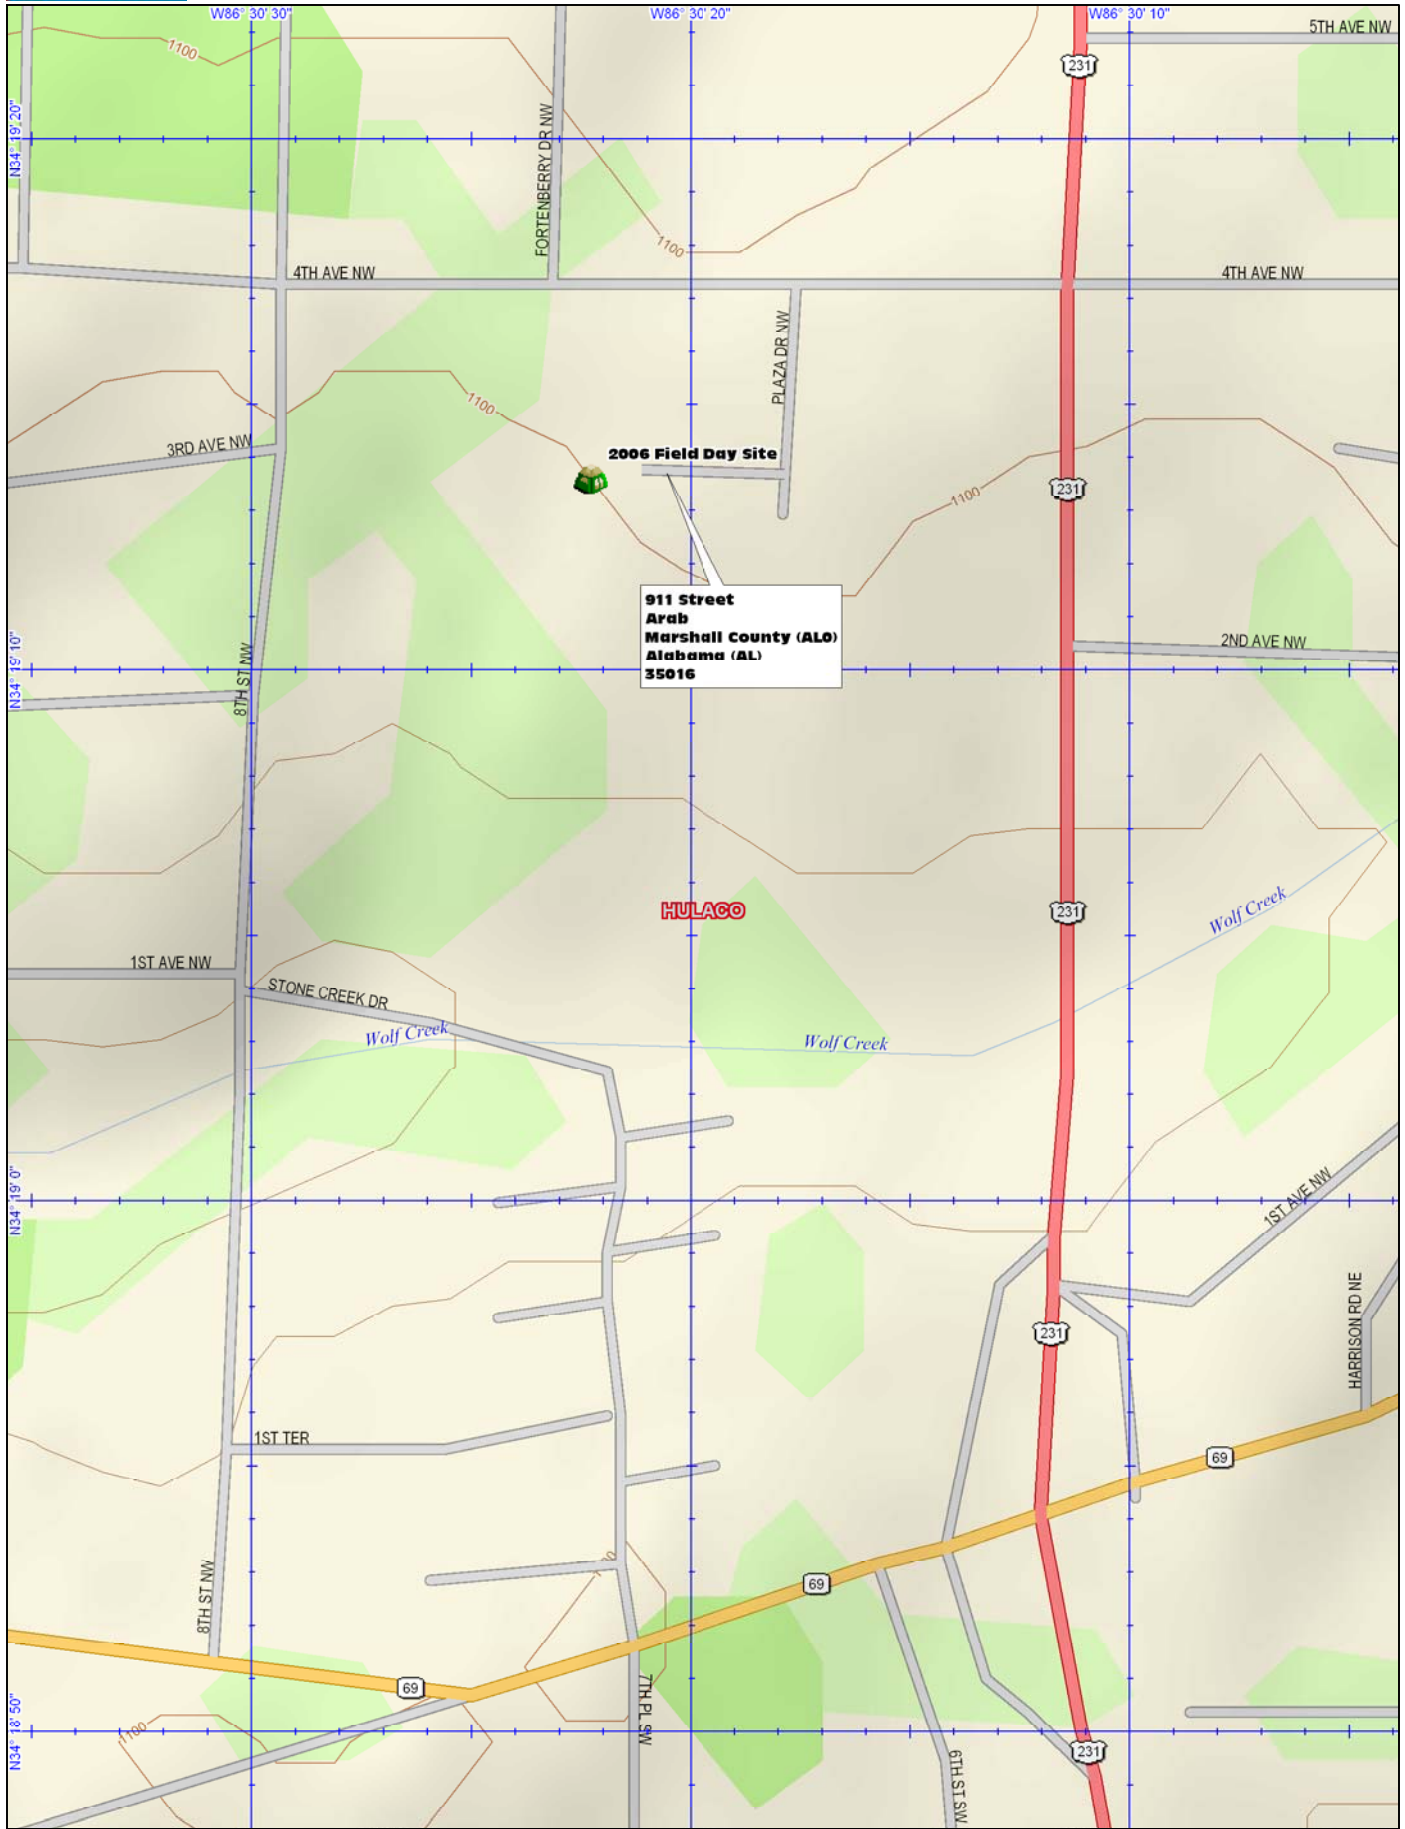 W86° 30' 30"
W86° 30' 20"
W86° 30' 10"
5TH AVE NW
1100
231
N34° 19' 20"
FORTENBERRY DR NW
1100
4TH AVE NW
4TH AVE NW
PLAZA DR NW
1100
3RD AVE NW
2006 Field Day Site
231
1100
911 Street
Arab
Marshall County (AL0)
Alabama (AL)
35016
N34° 19' 10"
8TH ST NW
2ND AVE NW
HULACO
231
Wolf Creek
1ST AVE NW
STONE CREEK DR
Wolf Creek
Wolf Creek
N34° 19' 0"
1ST AVE NW
HARRISON RD NE
231
1ST TER
69
8TH ST NW
69
69
7TH PL SW
N34° 18' 50"
1100
231
6TH ST SW